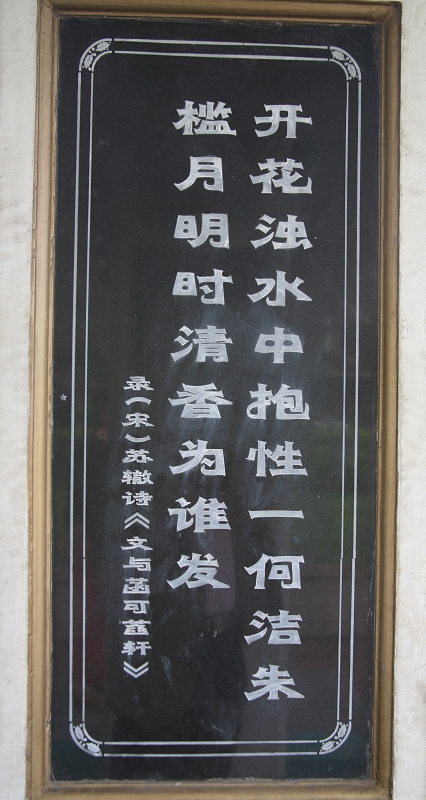 开花浊水中抱性一何洁朱
槛月明时清香为谁发
录(宋)苏辙诗《文与菡可菡轩》